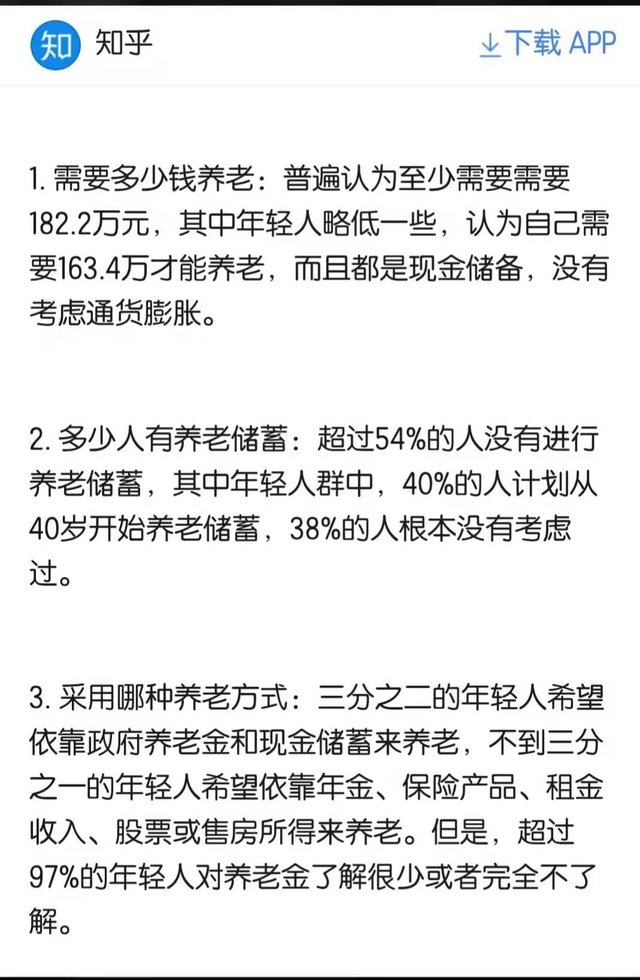 知 知乎 下载 APP
1. 需要多少钱养老：普遍认为至少需要需要
182.2万元，其中年轻人略低一些，认为自己需
要163.4万才能养老，而且都是现金储备，没有
考虑通货膨胀。
2. 多少人有养老储蓄：超过54%的人没有进行
养老储蓄，其中年轻人群中，40%的人计划从
40岁开始养老储蓄，38%的人根本没有考虑
过。
3. 采用哪种养老方式：三分之二的年轻人希望
依靠政府养老金和现金储蓄来养老，不到三分
之一的年轻人希望依靠年金、保险产品、租金
收入、股票或售房所得来养老。但是，超过
97%的年轻人对养老金了解很少或者完全不了
解。